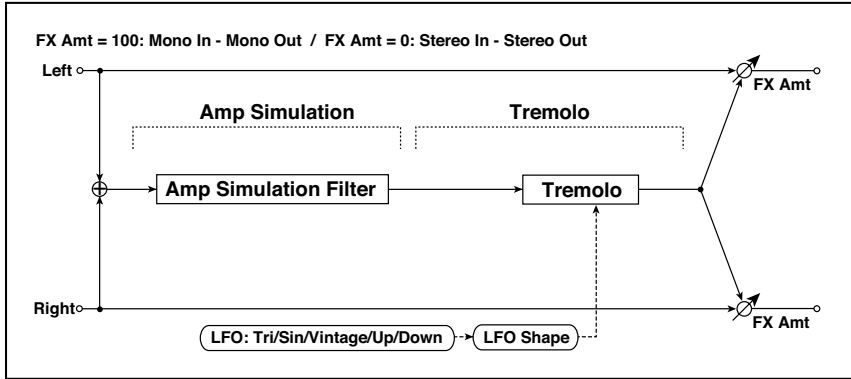 FX Amt = 100: Mono In - Mono Out / FX Amt = 0: Stereo In - Stereo Out
Left
FX Amt
Amp Simulation
Tremolo
Amp Simulation Filter
Tremolo
Right
FX Amt
LFO: Tri/Sin/Vintage/Up/Down
LFO Shape